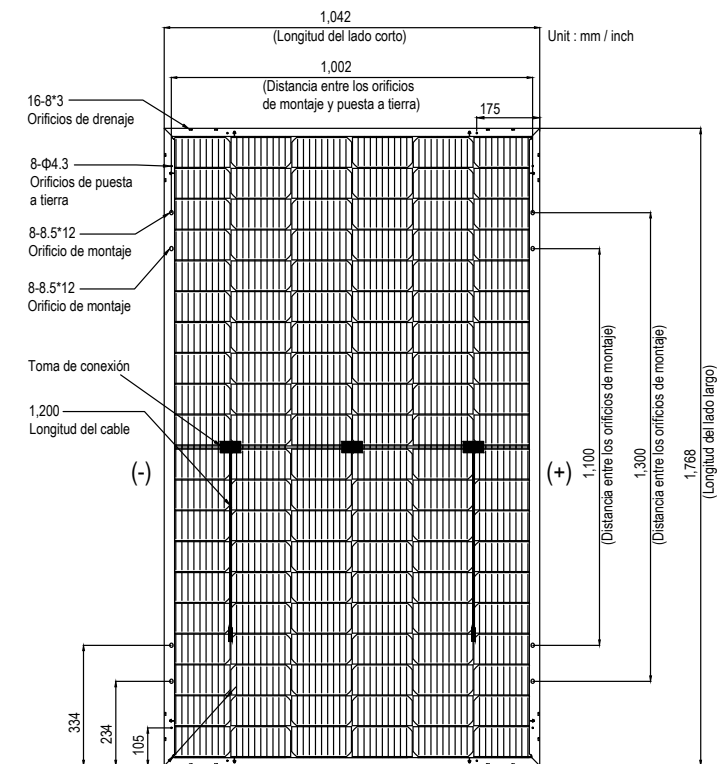 1,042
(Longitud del lado corto)
Unit : mm / inch
1,002
(Distancia entre los orificios
de montaje y puesta a tierra)
175
16-8*3
Orificios de drenaje
8-Φ4.3
Orificios de puesta
a tierra
8-8.5*12
Orificio de montaje
8-8.5*12
Orificio de montaje
Toma de conexión
1,200
Longitud del cable
(-)
(+)
1,100
(Distancia entre los orificios de montaje)
1,300
(Distancia entre los orificios de montaje)
1,768
(Longitud del lado largo)
334
234
105